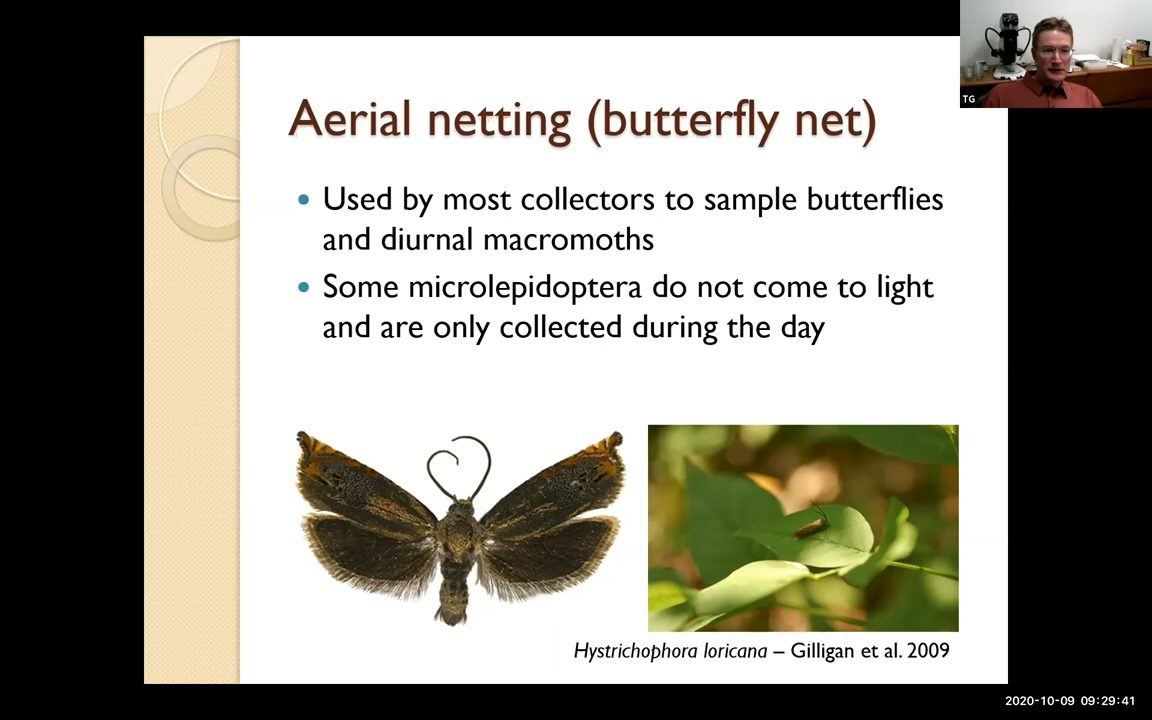 TG
Aerial netting (butterfly net)
• Used by most collectors to sample butterflies
and diurnal macromoths
• Some microlepidoptera do not come to light
and are only collected during the day
Hystrichophora loricana – Gilligan et al. 2009
2020-10-09 09:29:41